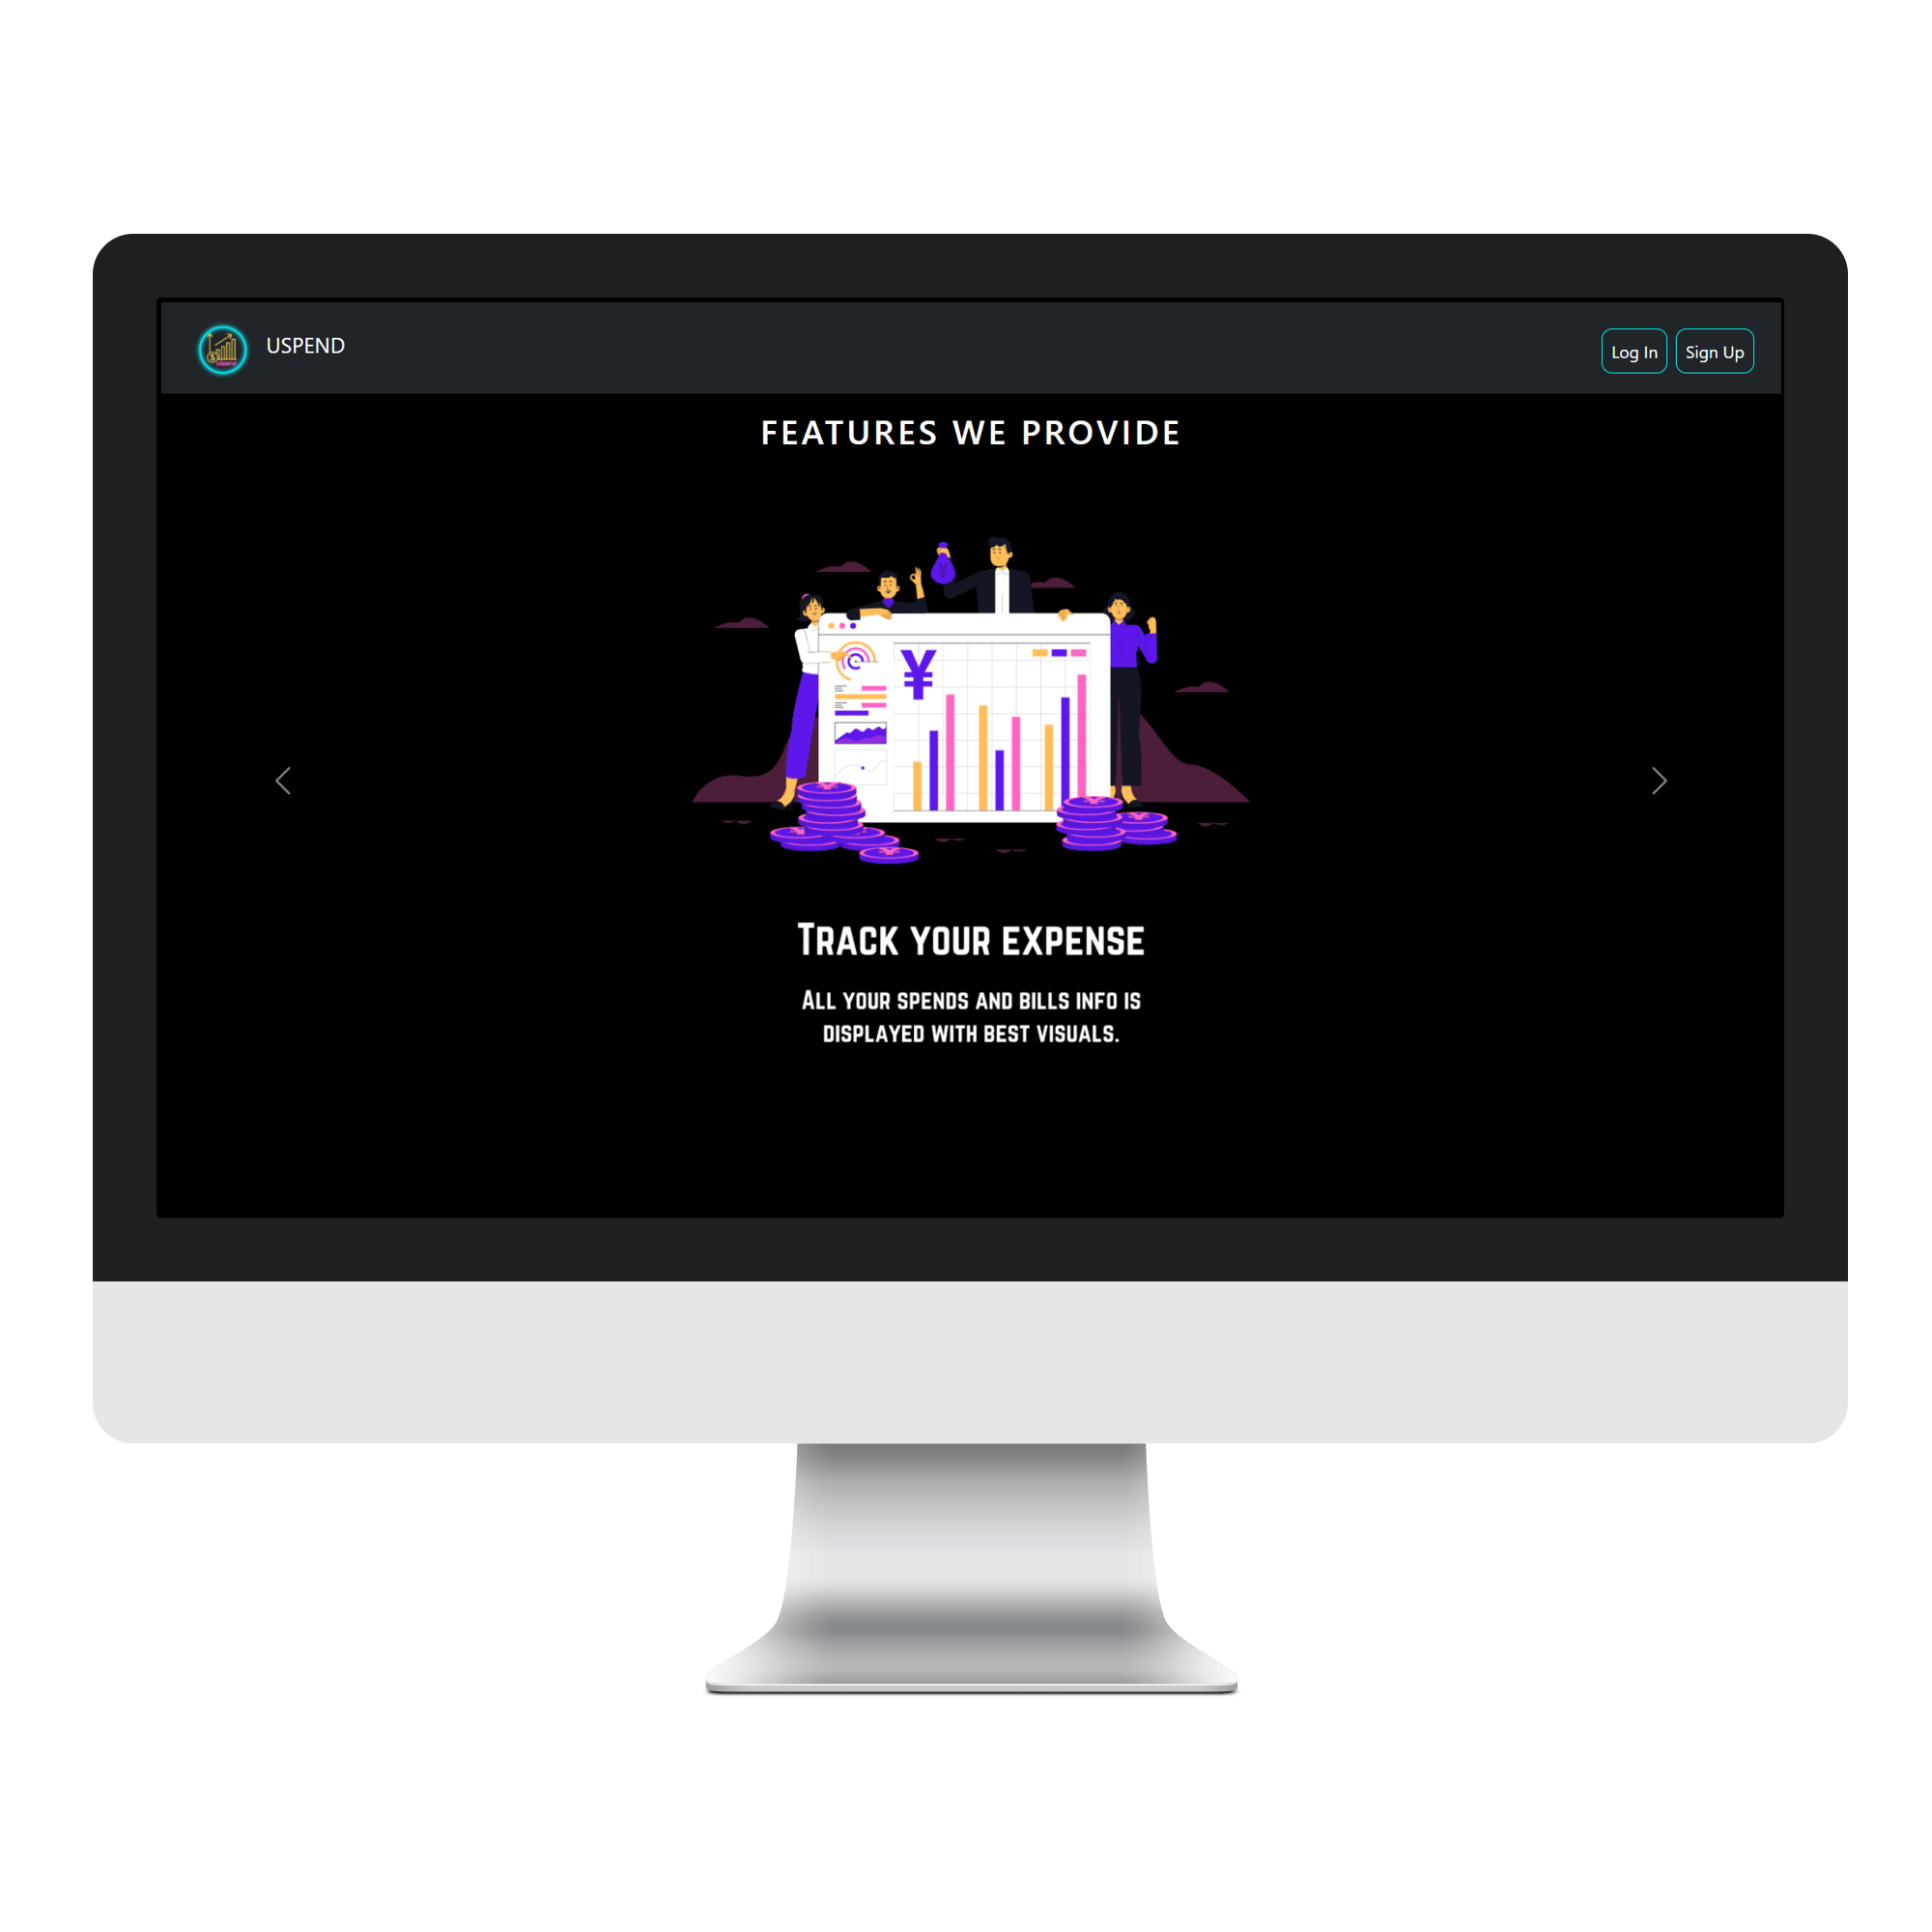 USPEND
Log In
Sign Up
FEATURES WE PROVIDE
¥
TRACK YOUR EXPENSE
ALL YOUR SPENDS AND BILLS INFO IS
DISPLAYED WITH BEST VISUALS.